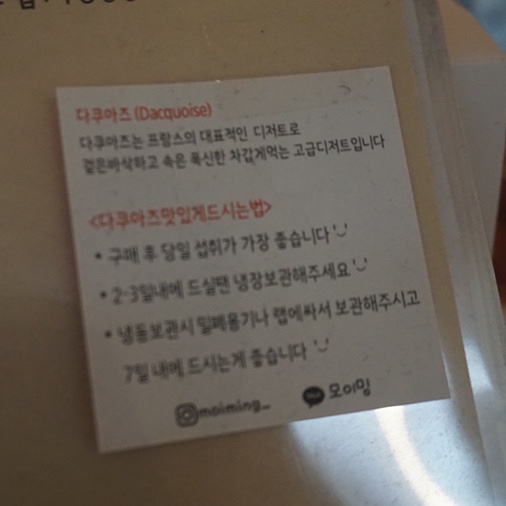 다쿠아즈 (Dacquoise)
다쿠아즈는 프랑스의 대표적인 디저트로
겉은바삭하고 속은 폭신한 차갑게먹는 고급디저트입니다
<다쿠아즈맛있게드시는법>
* 구매 후 당일 섭취가 가장 좋습니다 '◡'
* 2-3일내에 드실땐 냉장보관해주세요 '◡'
* 냉동보관시 밀폐용기나 랩에싸서 보관해주시고
7일 내에 드시는게 좋습니다 '◡'
moiming_ 모이밍